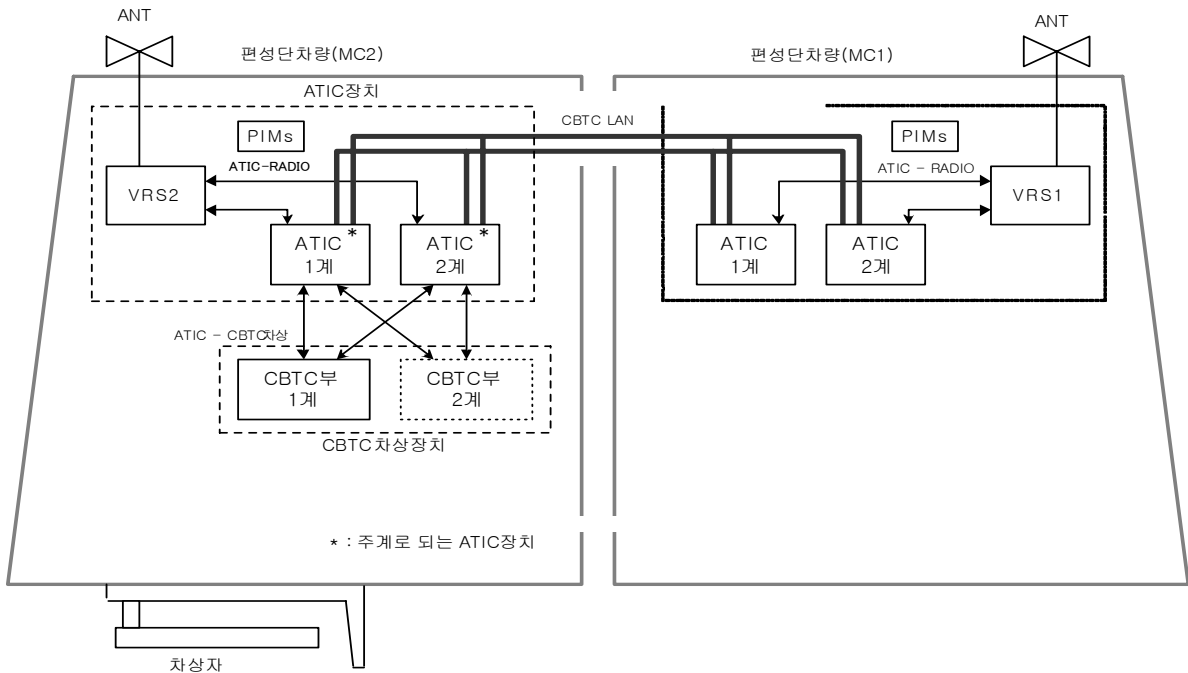 ANT
ANT
편성단차량(MC2)
편성단차량(MC1)
ATIC장치
CBTC LAN
PIMs
PIMs
ATIC-RADIO
ATIC - RADIO
VRS2
VRS1
ATIC *
1계
ATIC *
2계
ATIC
1계
ATIC
2계
ATIC - CBTC차상
CBTC부
1계
CBTC부
2계
CBTC차상장치
* : 주계로 되는 ATIC장치
차상자